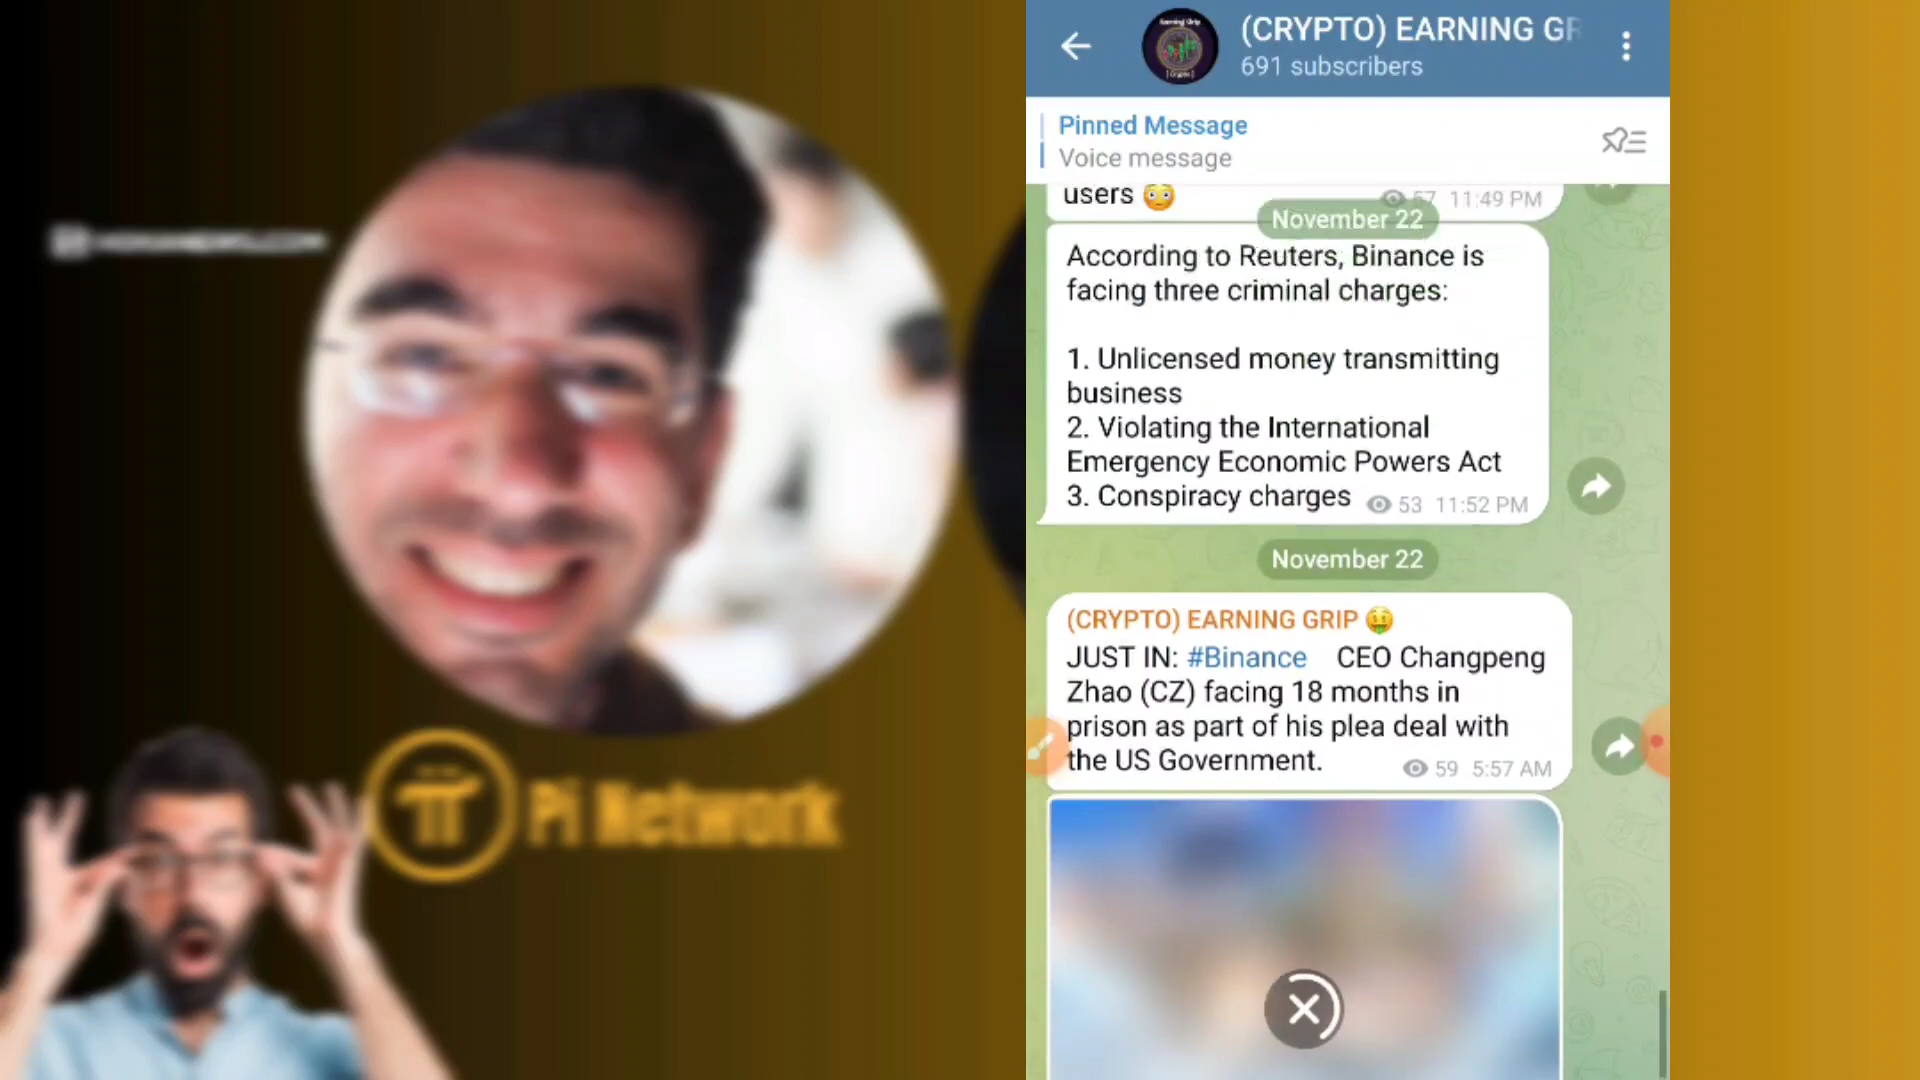 Pi Network
(CRYPTO) EARNING GR
691 subscribers
Pinned Message
Voice message
users 😳 57 11:49 PM
November 22
According to Reuters, Binance is
facing three criminal charges:
1. Unlicensed money transmitting
business
2. Violating the International
Emergency Economic Powers Act
3. Conspiracy charges 53 11:52 PM
November 22
(CRYPTO) EARNING GRIP 🤑
JUST IN: #Binance CEO Changpeng
Zhao (CZ) facing 18 months in
prison as part of his plea deal with
the US Government. 59 5:57 AM